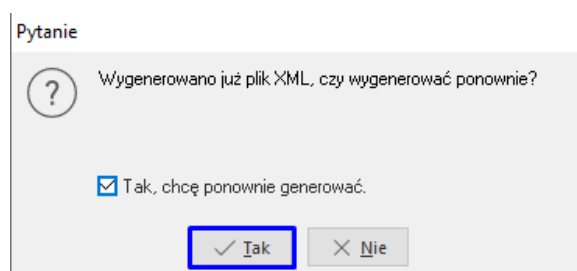 Pytanie
Wygenerowano już plik XML, czy wygenerować ponownie?
Tak, chcę ponownie generować.
Tak Nie